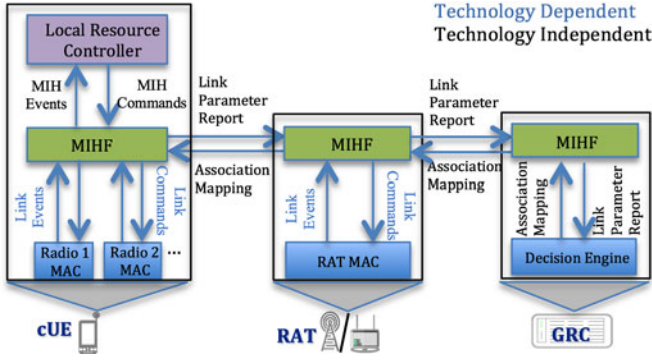 Technology Dependent
Technology Independent
Local Resource
Controller
MIH
Events
MIH
Commands
Link
Parameter
Report
Link
Parameter
Report
MIHF
MIHF
MIHF
Association
Mapping
Association
Mapping
Link
Events
Link
Commands
Link
Events
Link
Commands
Association
Mapping
Link
Parameter
Report
Radio 1
MAC
Radio 2
MAC
...
RAT MAC
Decision Engine
cUE
RAT
GRC